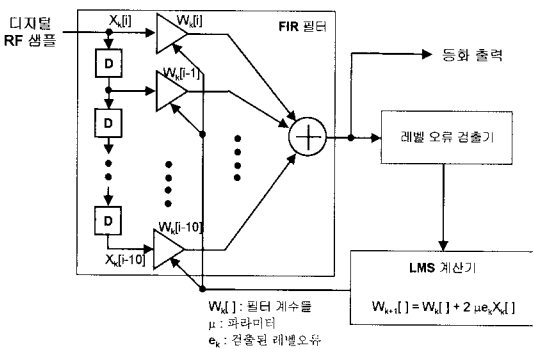 디지털
RF 샘플
X_k[i]
W_k[i]
FIR 필터
D
W_k[i-1]
동화 출력
D
레벨 오류 검출기
D
W_k[i-10]
X_k[i-10]
LMS 계산기
W_k+1[ ] = W_k[ ] + 2 μe_kX_k[ ]
W_k[ ] : 필터 계수들
μ : 파라미터
e_k : 검출된 레벨오류